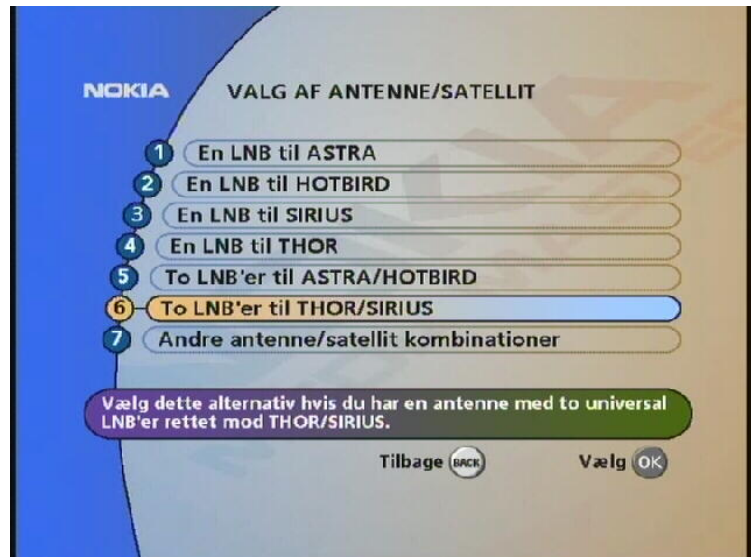 NOKIA
VALG AF ANTENNE/SATELLIT
1 En LNB til ASTRA
2 En LNB til HOTBIRD
3 En LNB til SIRIUS
4 En LNB til THOR
5 To LNB'er til ASTRA/HOTBIRD
6 To LNB'er til THOR/SIRIUS
7 Andre antenne/satellit kombinationer
Vælg dette alternativ hvis du har en antenne med to universal
LNB'er rettet mod THOR/SIRIUS.
Tilbage BACK Vælg OK